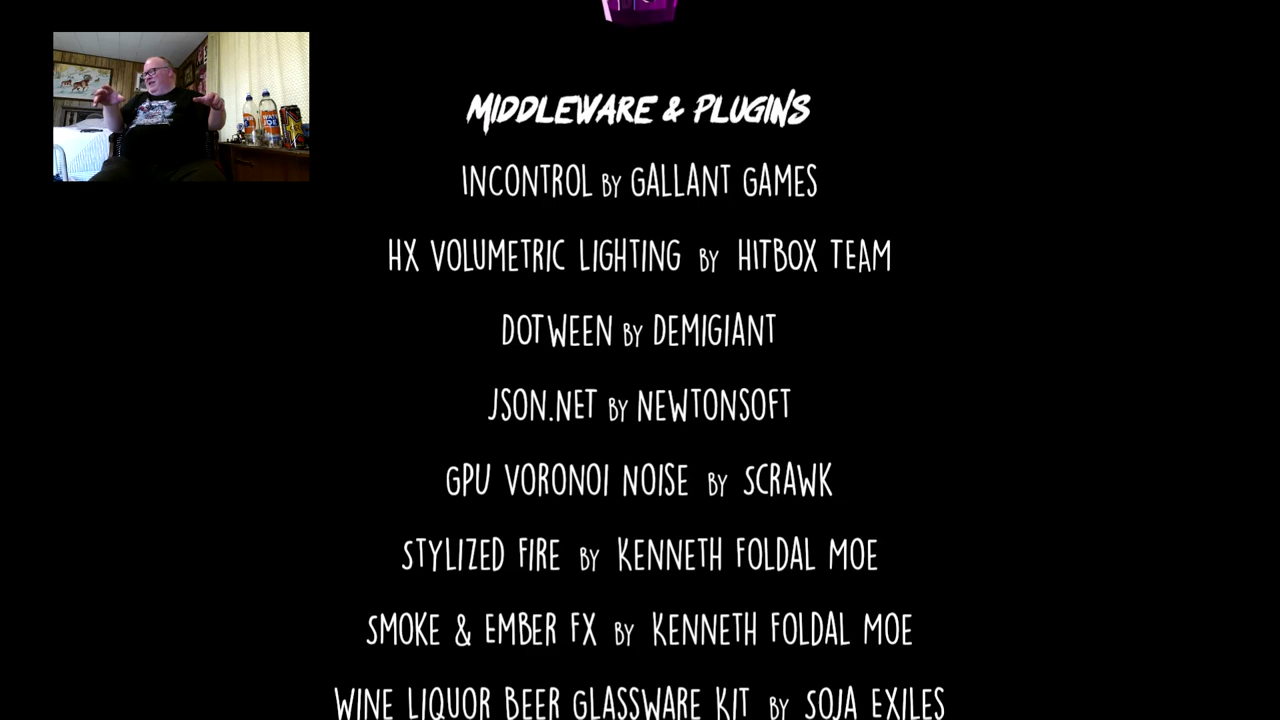 MIDDLEWARE & PLUGINS
INCONTROL BY GALLANT GAMES
HX VOLUMETRIC LIGHTING BY HITBOX TEAM
DOTWEEN BY DEMIGIANT
JSON.NET BY NEWTONSOFT
GPU VORONOI NOISE BY SCRAWK
STYLIZED FIRE BY KENNETH FOLDAL MOE
SMOKE & EMBER FX BY KENNETH FOLDAL MOE
WINE LIQUOR BEER GLASSWARE KIT BY SOJA EXILES